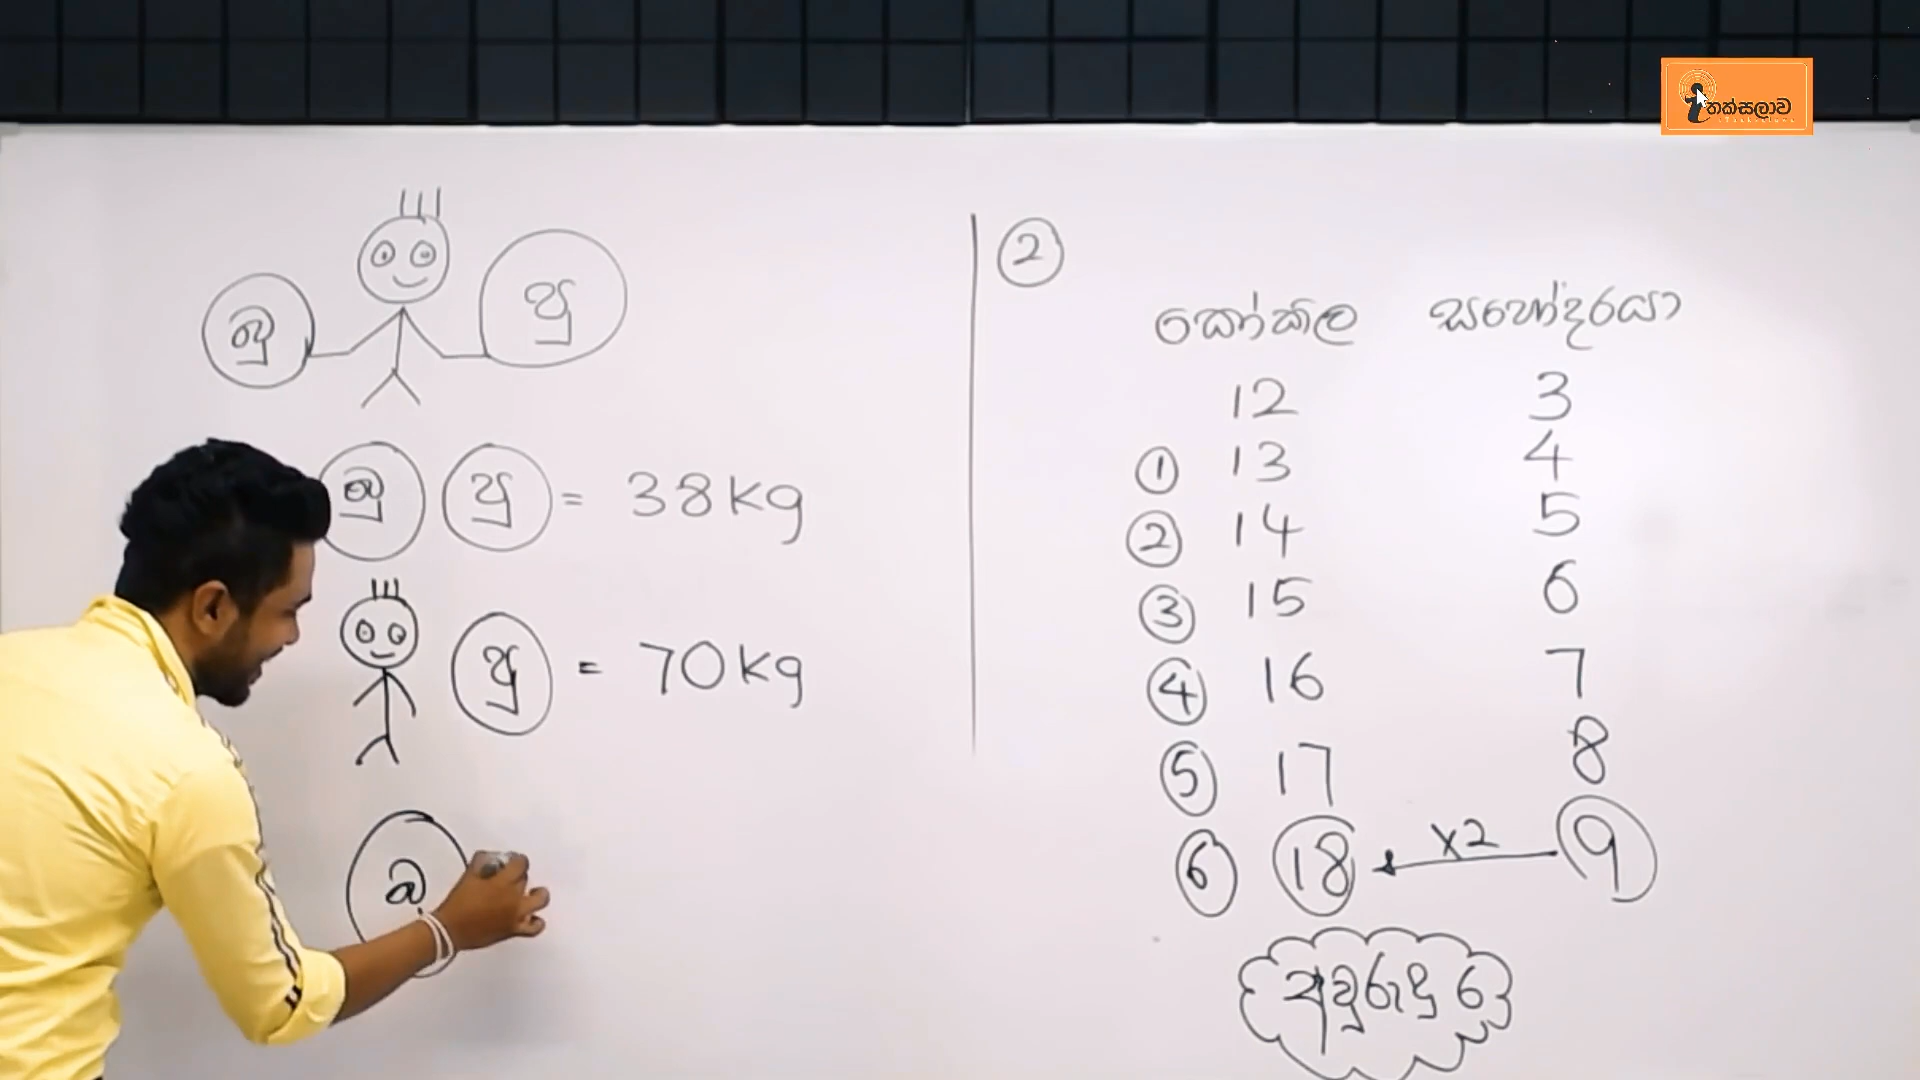 තක්සලාව
බු පු
බු පු = 38kg
පු = 70kg
බ
2
කෝකිල සහෝදරයා
12 3
1 13 4
2 14 5
3 15 6
4 16 7
5 17 8
6 18 x2 9
අවුරුදු 6